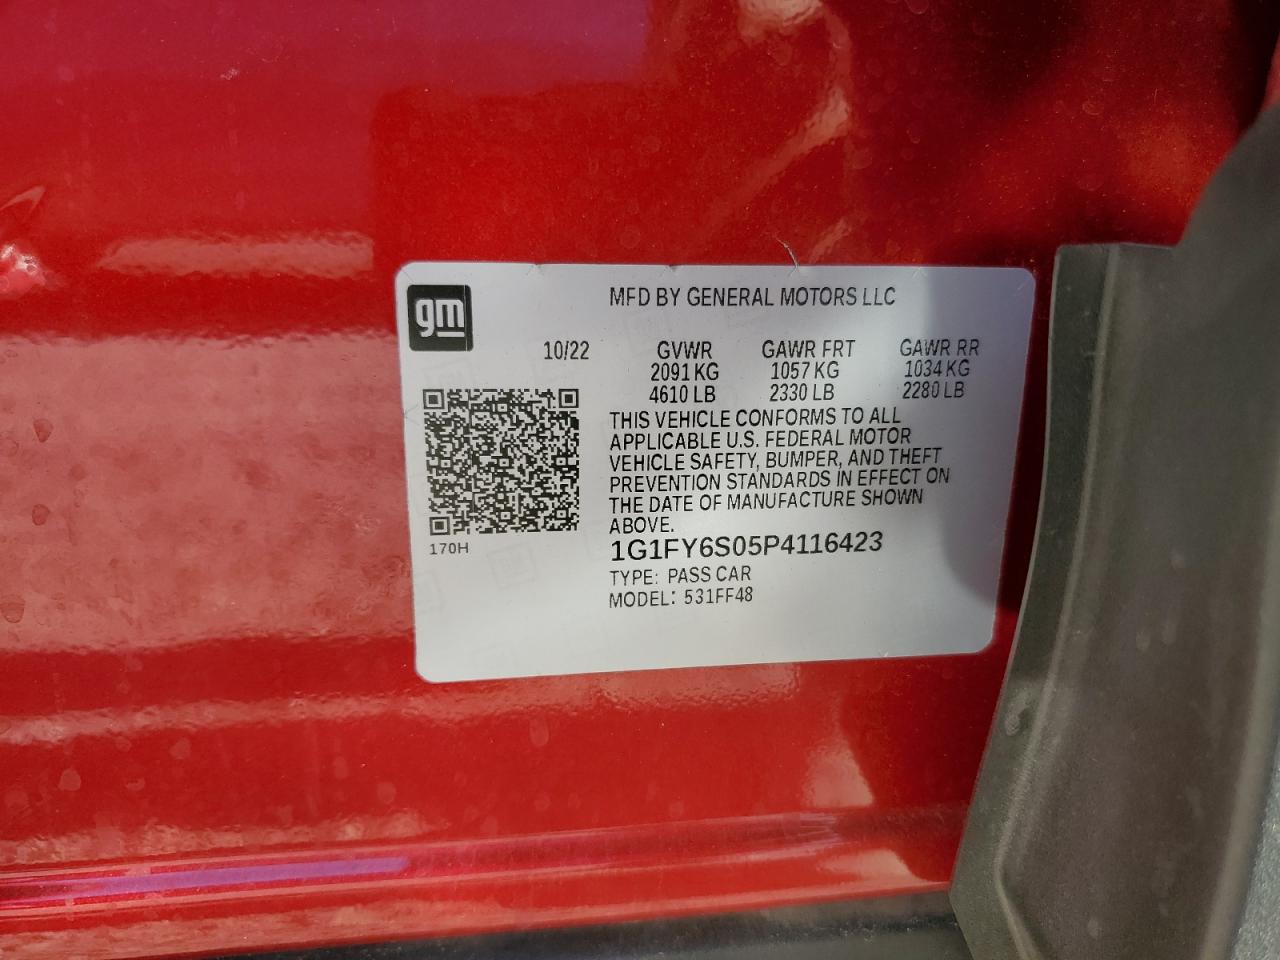 gm
MFD BY GENERAL MOTORS LLC
10/22 GVWR GAWR FRT GAWR RR
2091 KG 1057 KG 1034 KG
4610 LB 2330 LB 2280 LB
THIS VEHICLE CONFORMS TO ALL
APPLICABLE U.S. FEDERAL MOTOR
VEHICLE SAFETY, BUMPER, AND THEFT
PREVENTION STANDARDS IN EFFECT ON
THE DATE OF MANUFACTURE SHOWN
ABOVE.
170H
1G1FY6S05P4116423
TYPE: PASS CAR
MODEL: 531FF48